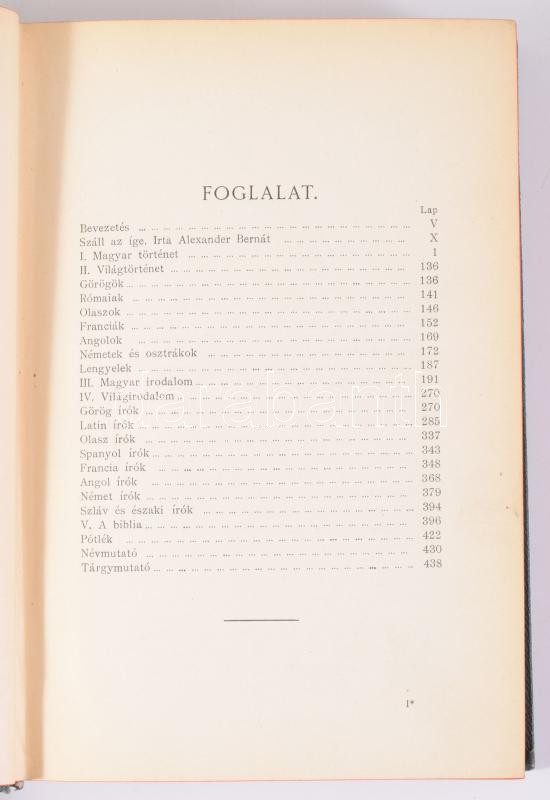 FOGLALAT.
Lap
Bevezetés ... V
Száll az íge. Irta Alexander Bernát ... X
I. Magyar történet ... 1
II. Világtörténet ... 136
Görögök ... 136
Rómaiak ... 141
Olaszok ... 146
Franciák ... 152
Angolok ... 169
Németek és osztrákok ... 172
Lengyelek ... 187
III. Magyar irodalom ... 191
IV. Világirodalom ... 270
Görög írók ... 270
Latin írók ... 285
Olasz írók ... 337
Spanyol írók ... 343
Francia írók ... 348
Angol írók ... 368
Német írók ... 379
Szláv és északi írók ... 394
V. A biblia ... 396
Pótlék ... 422
Névmutató ... 430
Tárgymutató ... 438
darabanth
1*